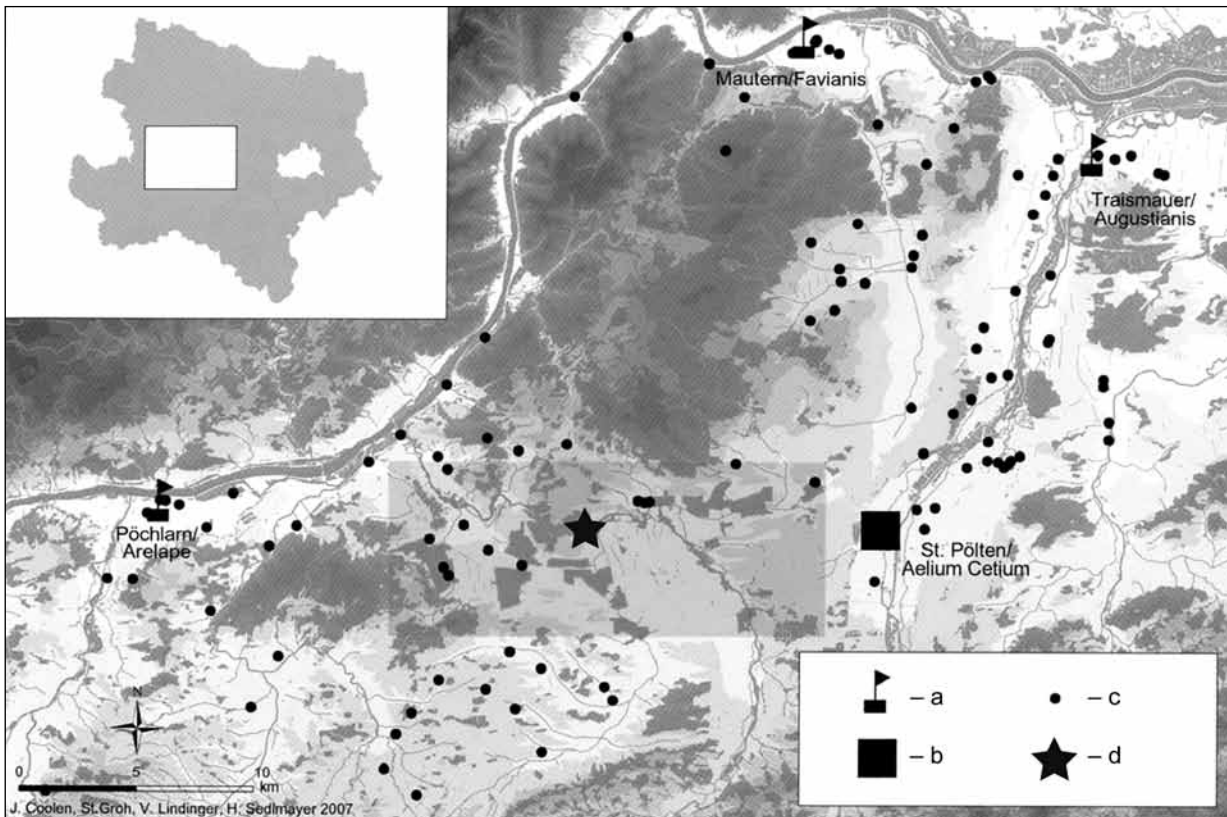 Mautern/Favianis
Traismauer/
Augustianis
Pöchlarn/
Arelape
St. Pölten/
Aelium Cetium
N
0 5 10
km
J. Coolen, St.Groh, V. Lindinger, H. Sedlmayer 2007
– a
– b
– c
– d